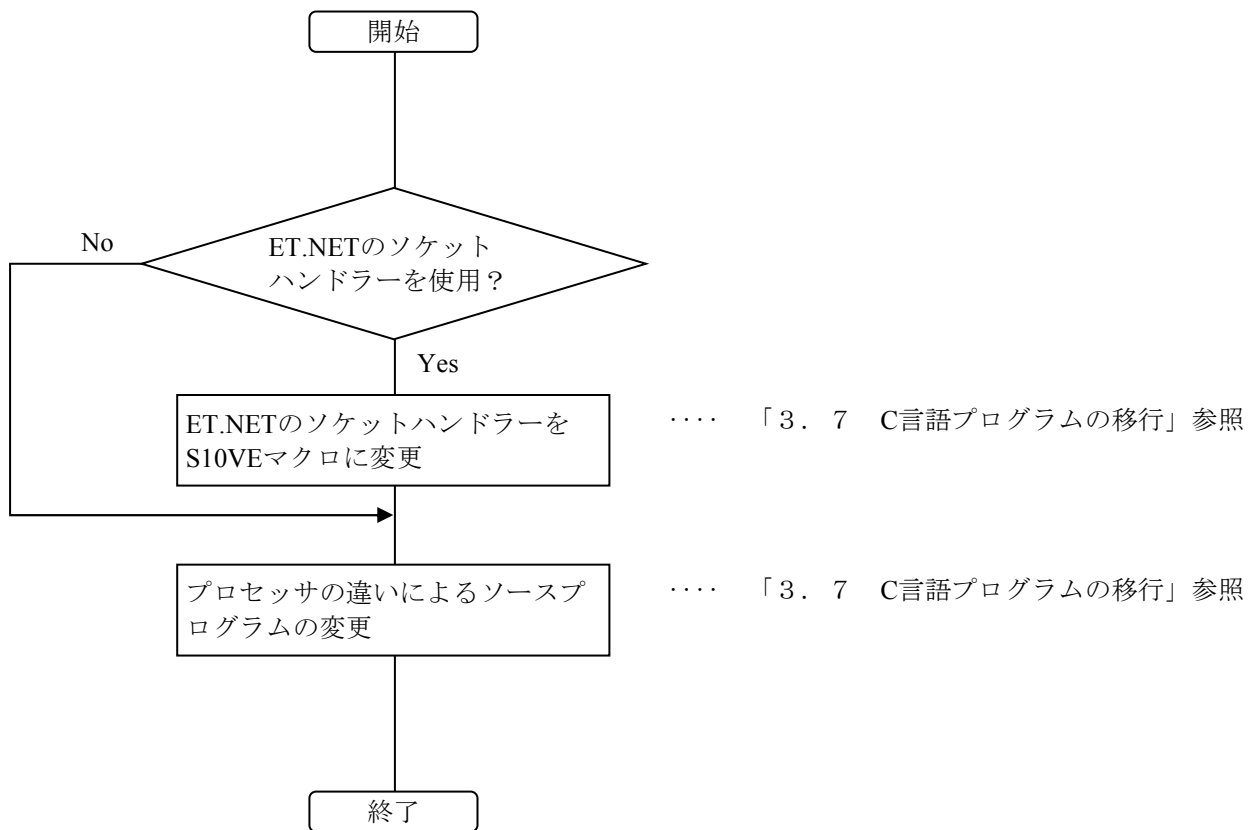 開始
No
ET.NETのソケット
ハンドラーを使用？
Yes
ET.NETのソケットハンドラーを
S10VEマクロに変更
････　「３．７　C言語プログラムの移行」参照
プロセッサの違いによるソースプ
ログラムの変更
････　「３．７　C言語プログラムの移行」参照
終了